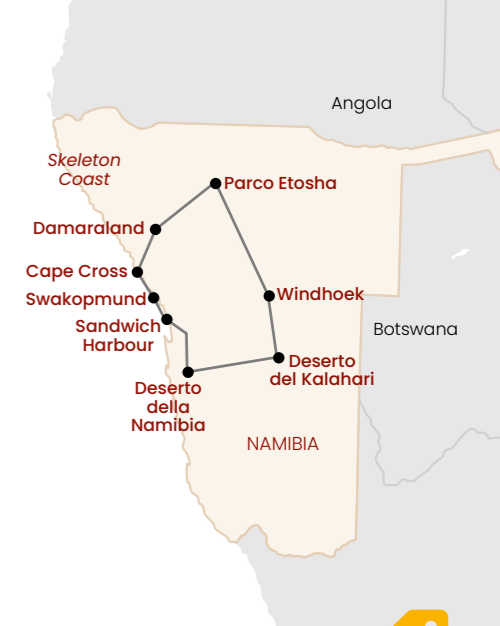 Angola
Skeleton
Coast
Parco Etosha
Damaraland
Cape Cross
Swakopmund
Windhoek
Sandwich
Harbour
Botswana
Deserto
del Kalahari
Deserto
della
Namibia
NAMIBIA